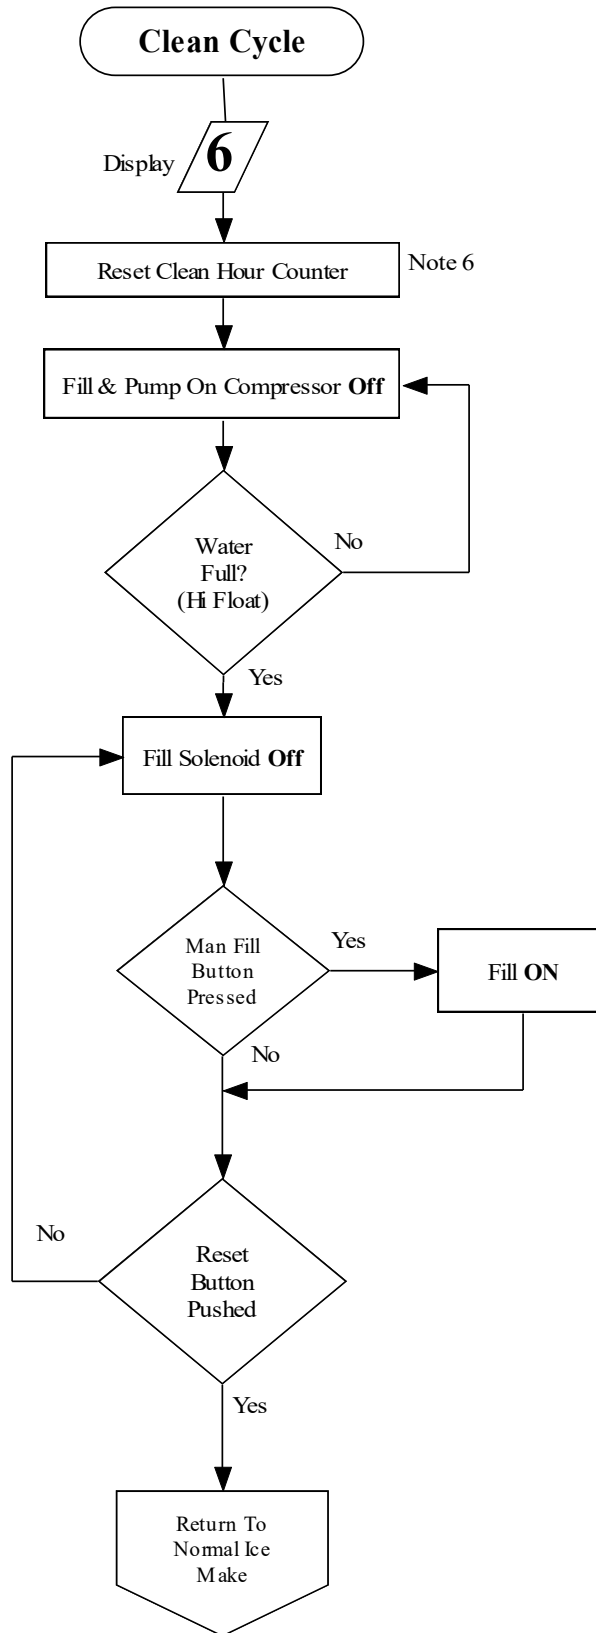 Clean Cycle
Display
6
Reset Clean Hour Counter
Note 6
Fill & Pump On Compressor Off
Water
Full?
(Hi Float)
No
Yes
Fill Solenoid Off
Man Fill
Button
Pressed
Yes
Fill ON
No
No
Reset
Button
Pushed
Yes
Return To
Normal Ice
Make